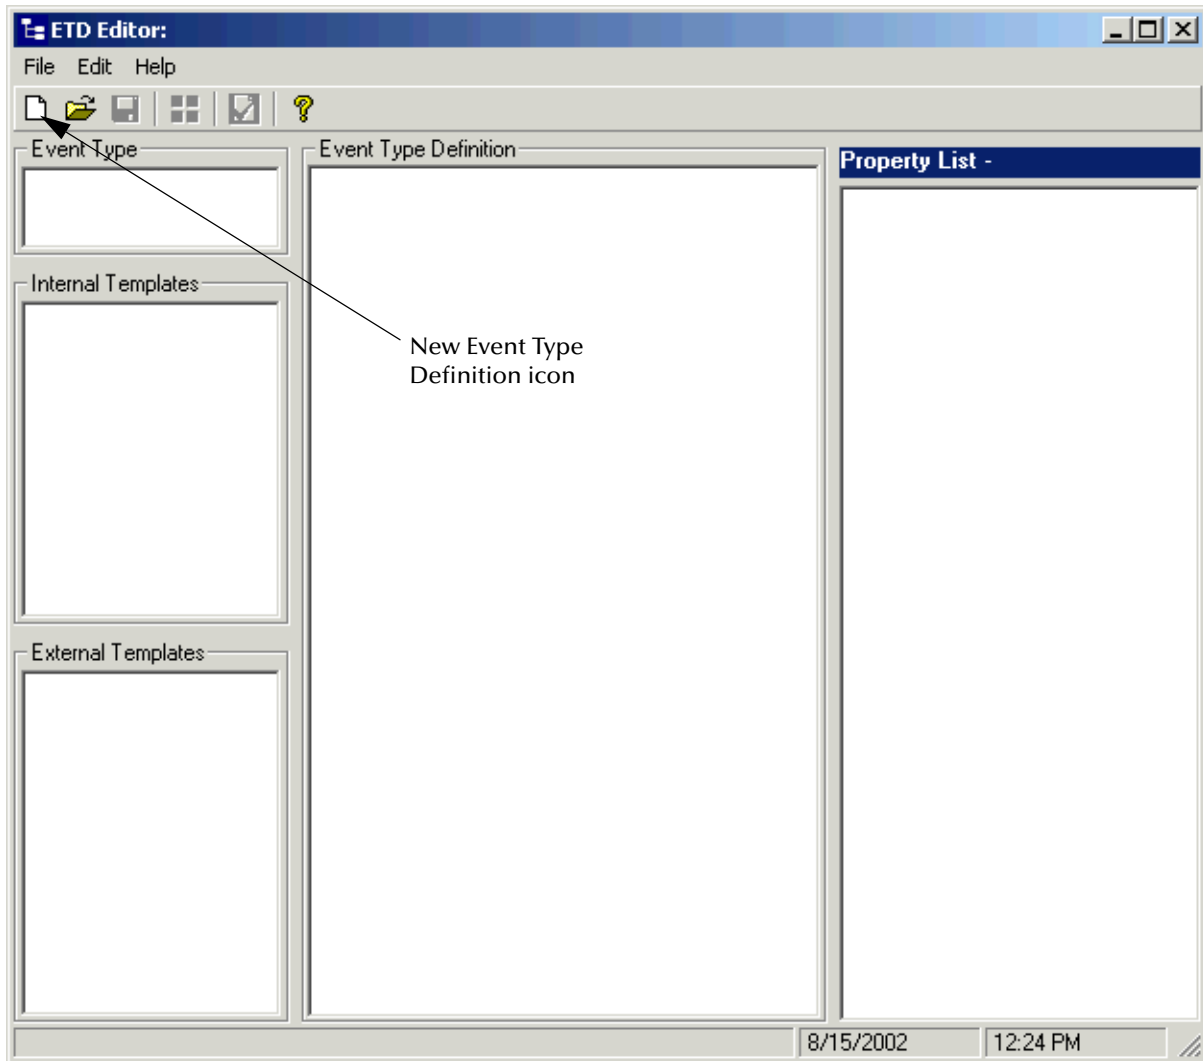 ETD Editor:
File Edit Help
Event Type
Event Type Definition
Property List -
Internal Templates
New Event Type
Definition icon
External Templates
8/15/2002
12:24 PM